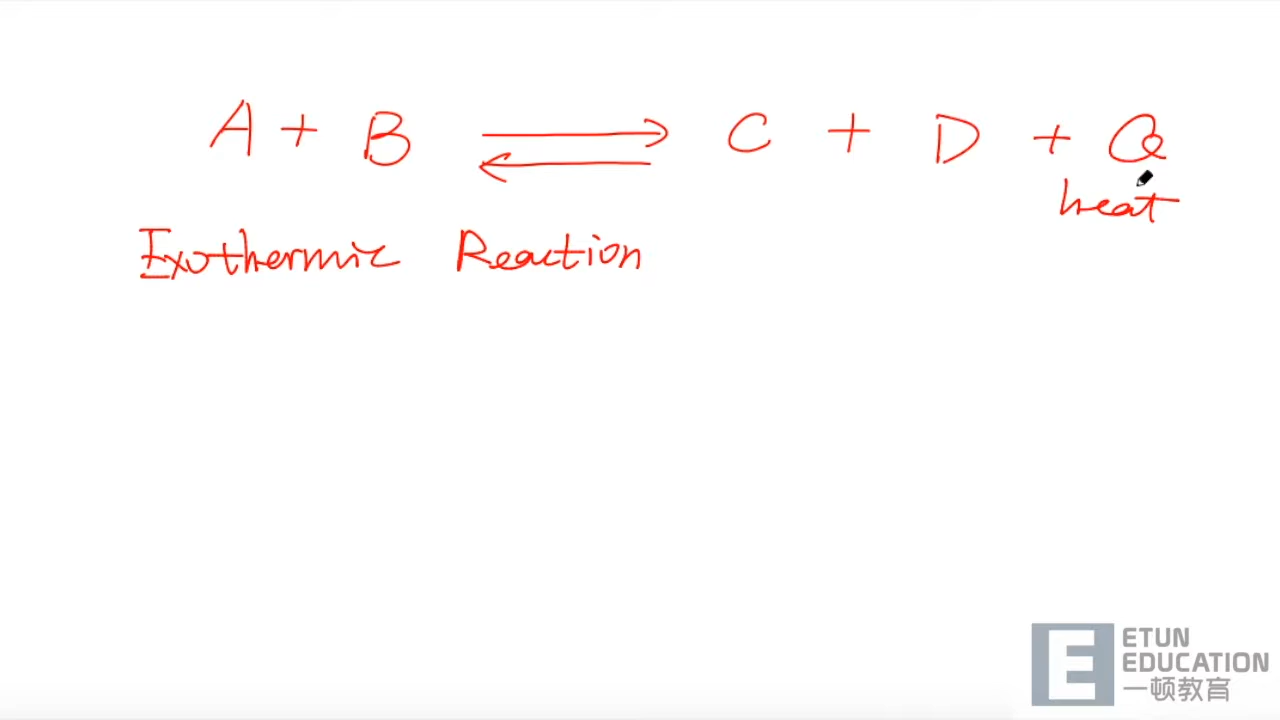 A + B ⇌ C + D + Q
heat
Exothermic Reaction
E
ETUN
EDUCATION
一顿教育